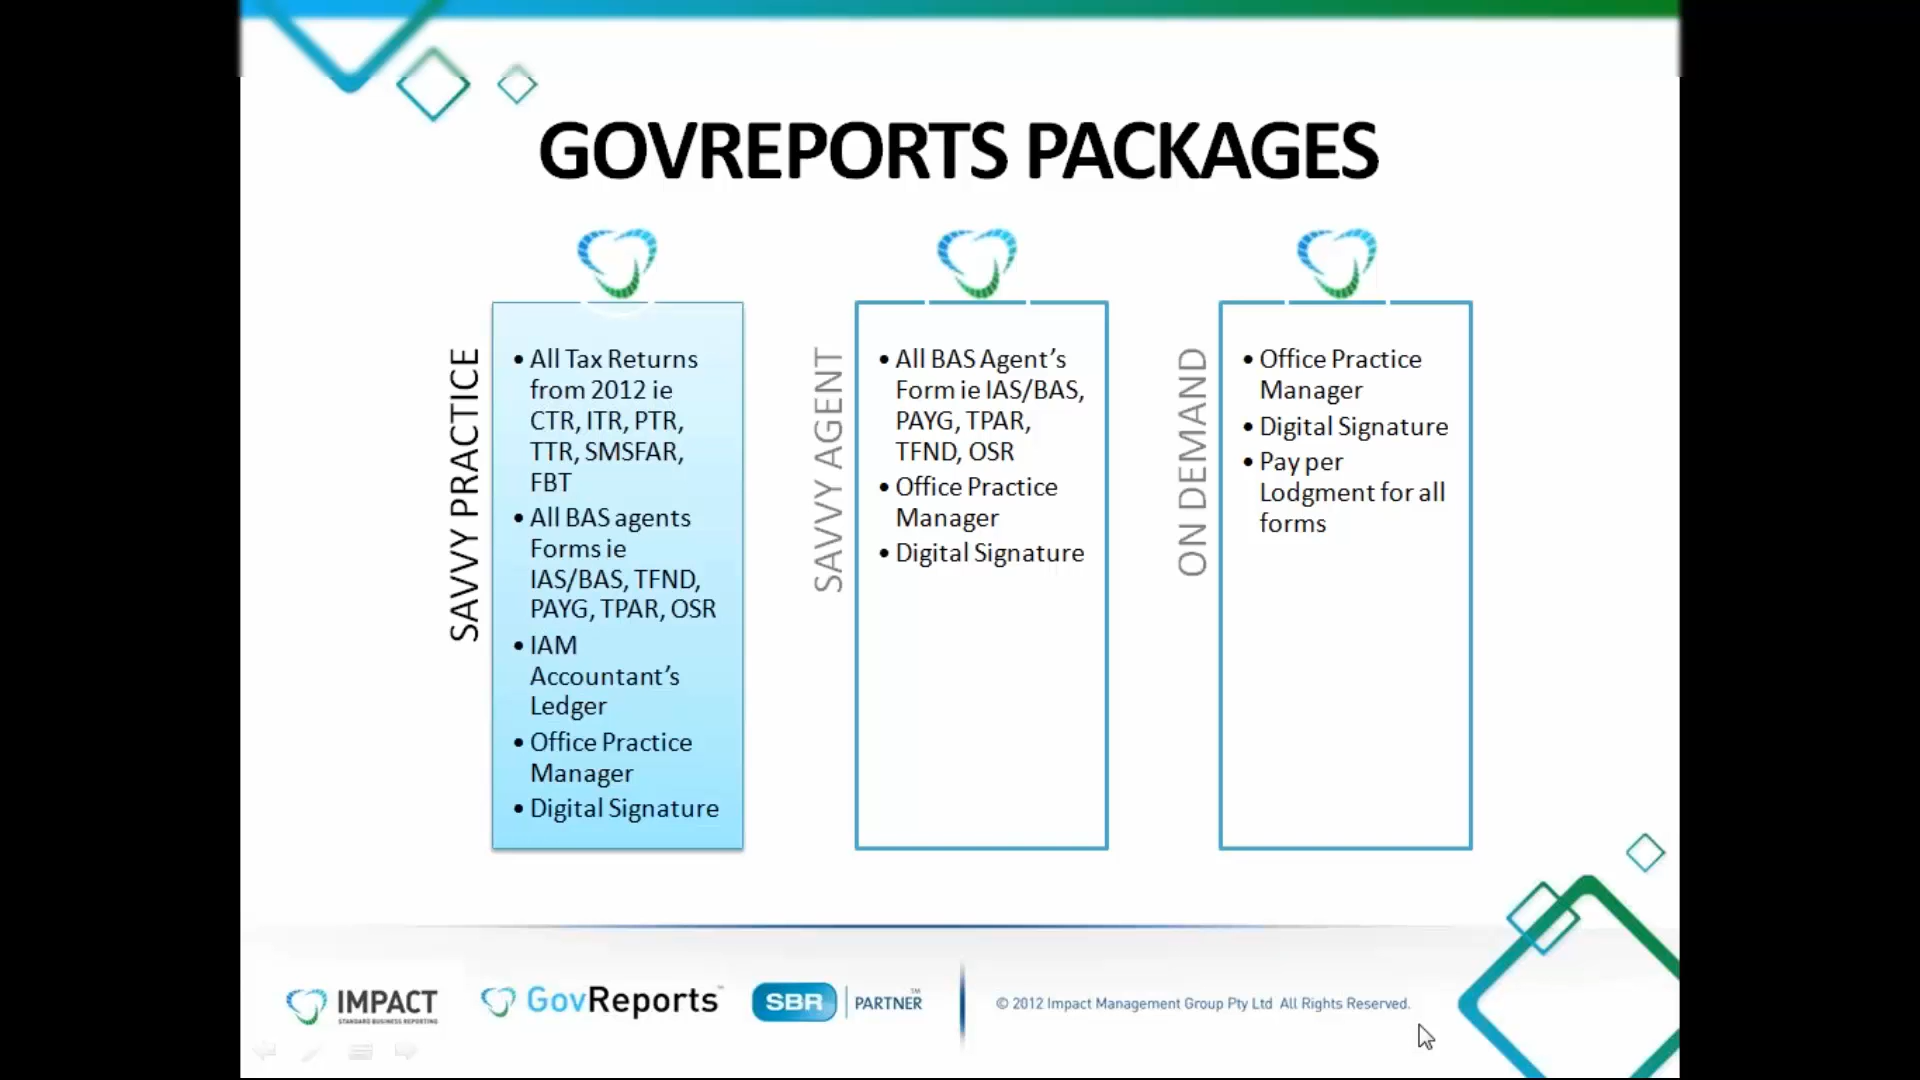 GOVREPORTS PACKAGES
SAVVY PRACTICE
• All Tax Returns
from 2012 ie
CTR, ITR, PTR,
TTR, SMSFAR,
FBT
• All BAS agents
Forms ie
IAS/BAS, TFND,
PAYG, TPAR, OSR
• IAM
Accountant’s
Ledger
• Office Practice
Manager
• Digital Signature
SAVVY AGENT
• All BAS Agent’s
Form ie IAS/BAS,
PAYG, TPAR,
TFND, OSR
• Office Practice
Manager
• Digital Signature
ON DEMAND
• Office Practice
Manager
• Digital Signature
• Pay per
Lodgment for all
forms
IMPACT
STANDARD BUSINESS REPORTING
GovReports™
SBR PARTNER™
© 2012 Impact Management Group Pty Ltd All Rights Reserved.